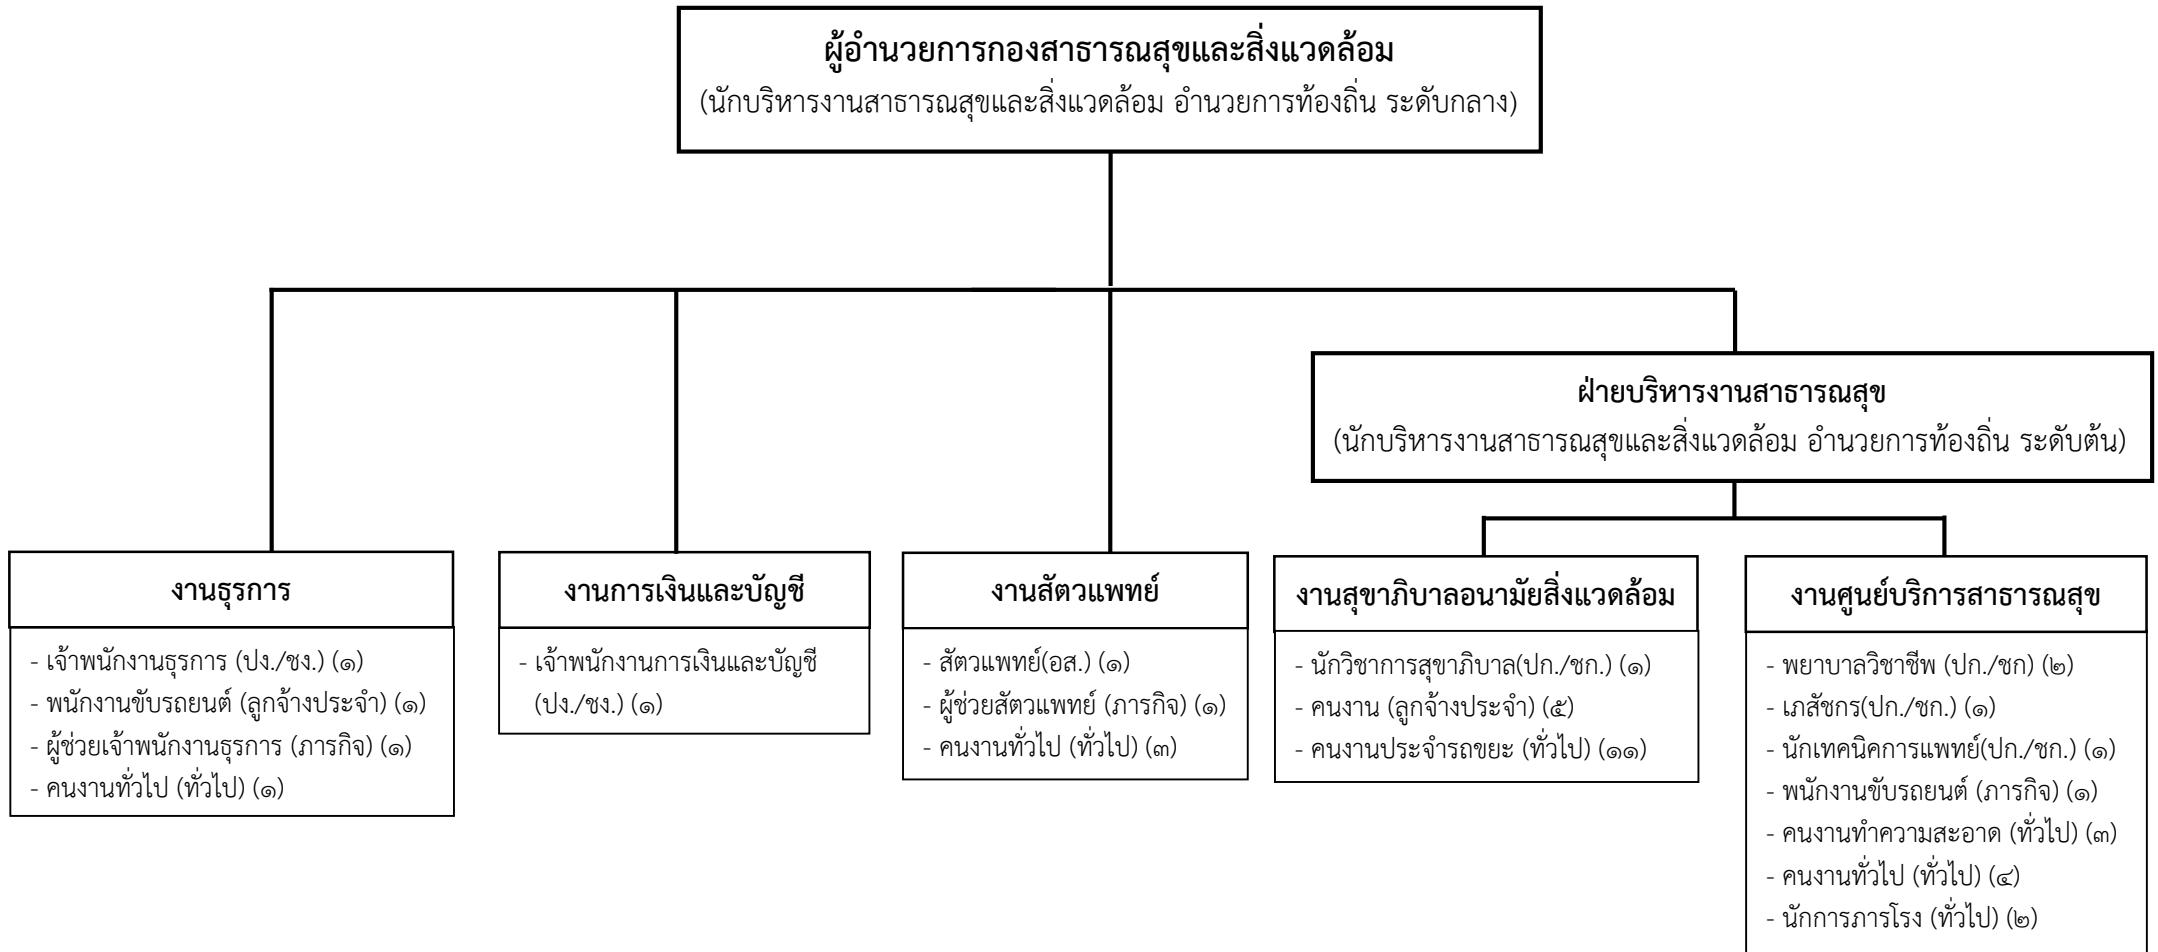 ผู้อำนวยการกองสาธารณสุขและสิ่งแวดล้อม
(นักบริหารงานสาธารณสุขและสิ่งแวดล้อม อำนวยการท้องถิ่น ระดับกลาง)
ฝ่ายบริหารงานสาธารณสุข
(นักบริหารงานสาธารณสุขและสิ่งแวดล้อม อำนวยการท้องถิ่น ระดับต้น)
งานธุรการ
- เจ้าพนักงานธุรการ (ปง./ชง.) (๑)
- พนักงานขับรถยนต์ (ลูกจ้างประจำ) (๑)
- ผู้ช่วยเจ้าพนักงานธุรการ (ภารกิจ) (๑)
- คนงานทั่วไป (ทั่วไป) (๑)
งานการเงินและบัญชี
- เจ้าพนักงานการเงินและบัญชี
(ปง./ชง.) (๑)
งานสัตวแพทย์
- สัตวแพทย์(อส.) (๑)
- ผู้ช่วยสัตวแพทย์ (ภารกิจ) (๑)
- คนงานทั่วไป (ทั่วไป) (๓)
งานสุขาภิบาลอนามัยสิ่งแวดล้อม
- นักวิชาการสุขาภิบาล(ปก./ชก.) (๑)
- คนงาน (ลูกจ้างประจำ) (๕)
- คนงานประจำรถขยะ (ทั่วไป) (๑๑)
งานศูนย์บริการสาธารณสุข
- พยาบาลวิชาชีพ (ปก./ชก) (๒)
- เภสัชกร(ปก./ชก.) (๑)
- นักเทคนิคการแพทย์(ปก./ชก.) (๑)
- พนักงานขับรถยนต์ (ภารกิจ) (๑)
- คนงานทำความสะอาด (ทั่วไป) (๓)
- คนงานทั่วไป (ทั่วไป) (๔)
- นักการภารโรง (ทั่วไป) (๒)